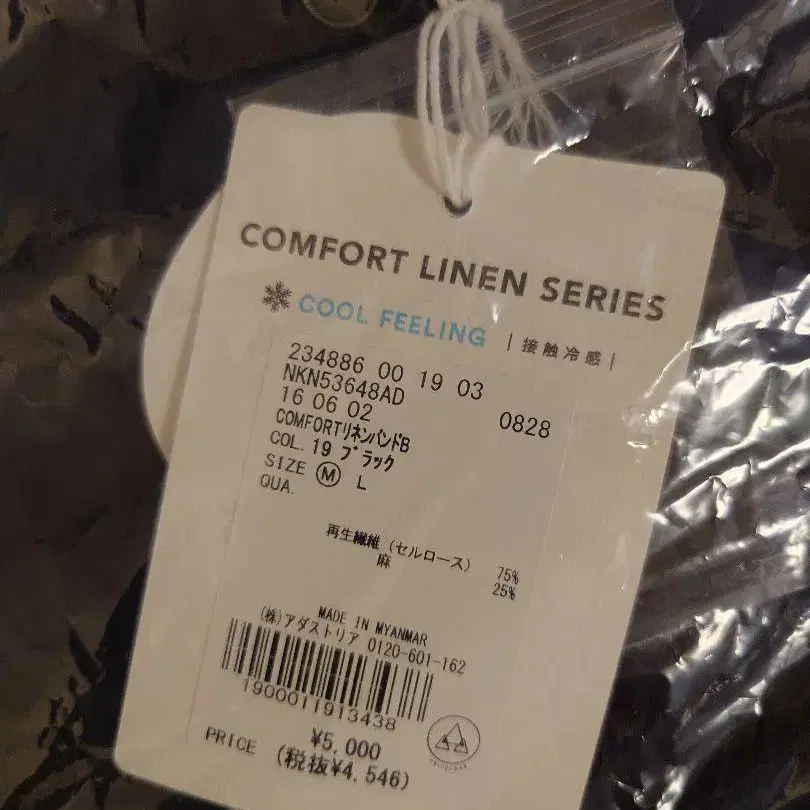 COMFORT LINEN SERIES
COOL FEELING |接触冷感|
234886 00 19 03
NKN53648AD 0828
16 06 02
COMFORTリネンバンドB
COL. 19 ブラック
SIZE Ⓜ L
QUA.
再生繊維 (セルロース) 75%
麻 25%
MADE IN MYANMAR
(株)アダストリア 0120-601-162
1900011913438
¥5,000
PRICE (税抜¥4,546)